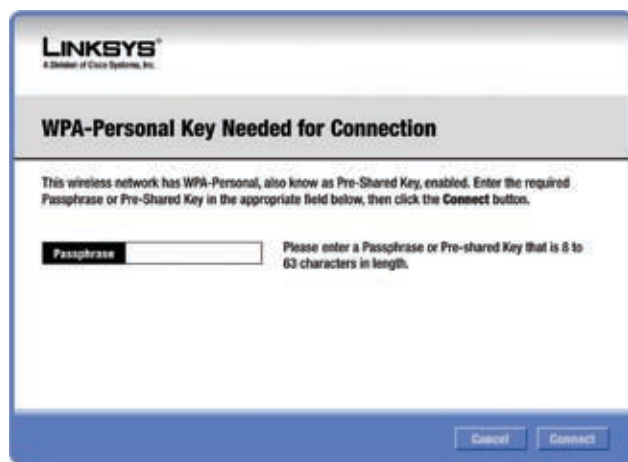 LINKSYS®
A Division of Cisco Systems, Inc.
WPA-Personal Key Needed for Connection
This wireless network has WPA-Personal, also know as Pre-Shared Key, enabled. Enter the required
Passphrase or Pre-Shared Key in the appropriate field below, then click the Connect button.
Passphrase
Please enter a Passphrase or Pre-shared Key that is 8 to
63 characters in length.
Cancel
Connect